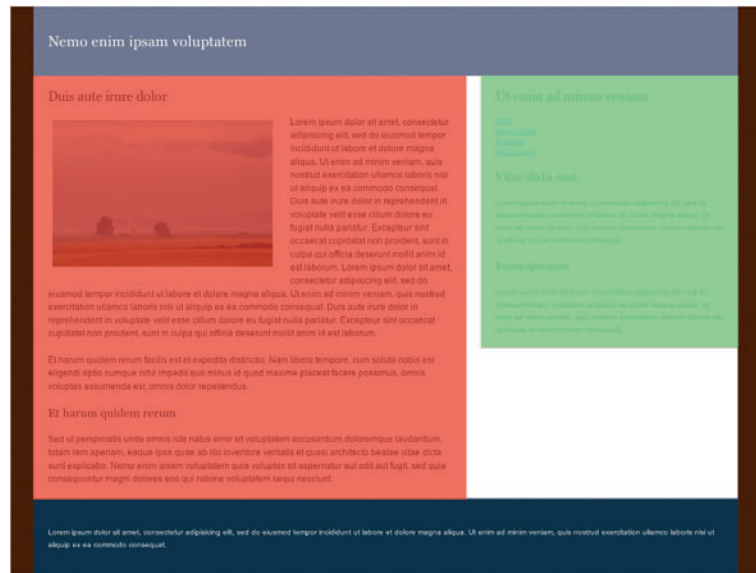 Nemo enim ipsam voluptatem
Duis aute irure dolor
Lorem ipsum dolor sit amet, consectetur
adipisicing elit, sed do eiusmod tempor
incididunt ut labore et dolore magna
aliqua. Ut enim ad minim veniam, quis
nostrud exercitation ullamco laboris nisi
ut aliquip ex ea commodo consequat.
Duis aute irure dolor in reprehenderit in
voluptate velit esse cillum dolore eu
fugiat nulla pariatur. Excepteur sint
occaecat cupidatat non proident, sunt in
culpa qui officia deserunt mollit anim id
est laborum. Lorem ipsum dolor sit amet,
consectetur adipisicing elit, sed do
eiusmod tempor incididunt ut labore et dolore magna aliqua. Ut enim ad minim veniam, quis nostrud
exercitation ullamco laboris nisi ut aliquip ex ea commodo consequat. Duis aute irure dolor in
reprehenderit in voluptate velit esse cillum dolore eu fugiat nulla pariatur. Excepteur sint occaecat
cupidatat non proident, sunt in culpa qui officia deserunt mollit anim id est laborum.
Et harum quidem rerum facilis est et expedita distinctio. Nam libero tempore, cum soluta nobis est
eligendi optio cumque nihil impedit quo minus id quod maxime placeat facere possimus, omnis
voluptas assumenda est, omnis dolor repellendus.
Et harum quidem rerum
Sed ut perspiciatis unde omnis iste natus error sit voluptatem accusantium doloremque laudantium,
totam rem aperiam, eaque ipsa quae ab illo inventore veritatis et quasi architecto beatae vitae dicta
sunt explicabo. Nemo enim ipsam voluptatem quia voluptas sit aspernatur aut odit aut fugit, sed quia
consequuntur magni dolores eos qui ratione voluptatem sequi nesciunt.
Ut enim ad minim veniam
Vitae dicta sunt
Lorem ipsum dolor sit amet, consectetur adipisicing elit, sed do
Lorem ipsum dolor sit amet, consectetur adipisicing elit, sed do eiusmod tempor incididunt ut labore et dolore magna aliqua. Ut enim ad minim veniam, quis nostrud exercitation ullamco laboris nisi ut
aliquip ex ea commodo consequat.